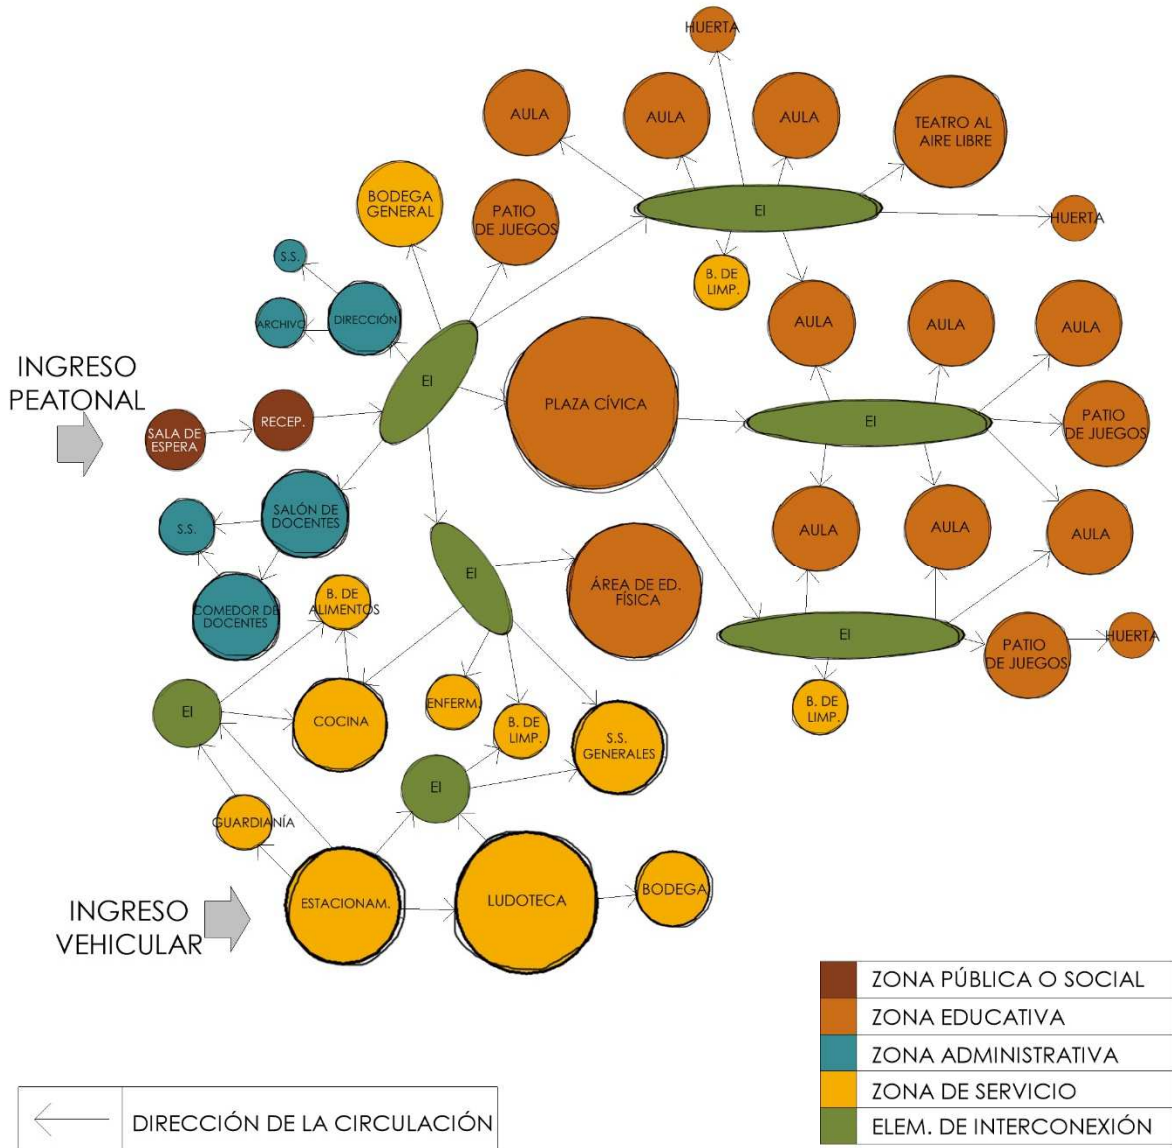 HUERTA
AULA
AULA
AULA
TEATRO AL
AIRE LIBRE
BODEGA
GENERAL
PATIO
DE JUEGOS
EI
HUERTA
S.S.
B. DE
LIMP.
ARCHIVO
DIRECCIÓN
AULA
AULA
AULA
INGRESO
PEATONAL
EI
PLAZA CÍVICA
SALA DE
ESPERA
RECEP.
EI
PATIO
DE JUEGOS
S.S.
SALÓN DE
DOCENTES
AULA
AULA
AULA
EI
ÁREA DE ED.
FÍSICA
COMEDOR DE
DOCENTES
B. DE
ALIMENTOS
EI
PATIO
DE JUEGOS
HUERTA
EI
COCINA
ENFERM.
B. DE
LIMP.
S.S.
GENERALES
B. DE
LIMP.
EI
GUARDIANÍA
INGRESO
VEHICULAR
ESTACIONAM.
LUDOTECA
BODEGA
ZONA PÚBLICA O SOCIAL
ZONA EDUCATIVA
ZONA ADMINISTRATIVA
ZONA DE SERVICIO
ELEM. DE INTERCONEXIÓN
DIRECCIÓN DE LA CIRCULACIÓN